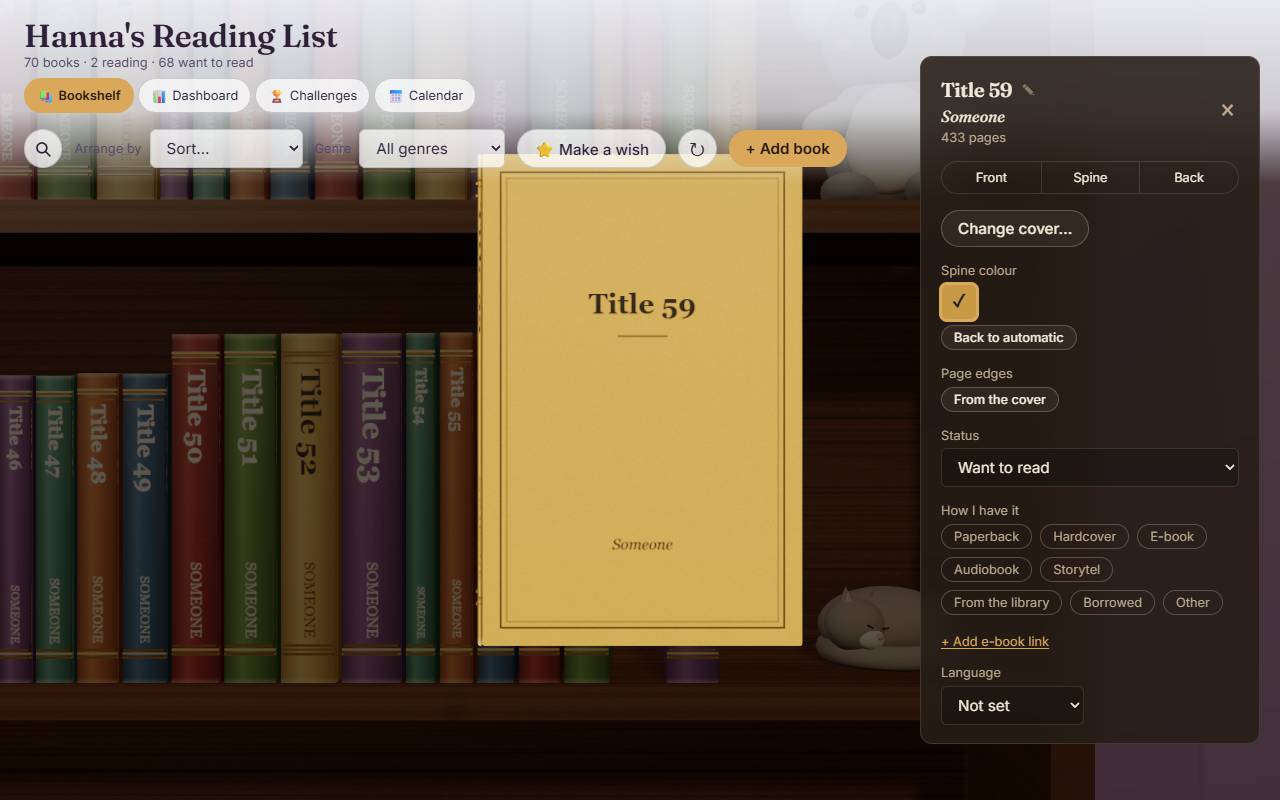 Hanna's Reading List
70 books · 2 reading · 68 want to read
Bookshelf
Dashboard
Challenges
Calendar
Arrange by
Sort...
Genre
All genres
Make a wish
+ Add book
Title 46
Title 47
Title 48
Title 49
Title 50
Title 51
Title 52
Title 53
Title 54
Title 55
SOMEONE
SOMEONE
SOMEONE
SOMEONE
SOMEONE
SOMEONE
SOMEONE
SOMEONE
SOMEONE
SOMEONE
Title 59
Someone
Title 59
Someone
433 pages
Front
Spine
Back
Change cover...
Spine colour
Back to automatic
Page edges
From the cover
Status
Want to read
How I have it
Paperback
Hardcover
E-book
Audiobook
Storytel
From the library
Borrowed
Other
+ Add e-book link
Language
Not set